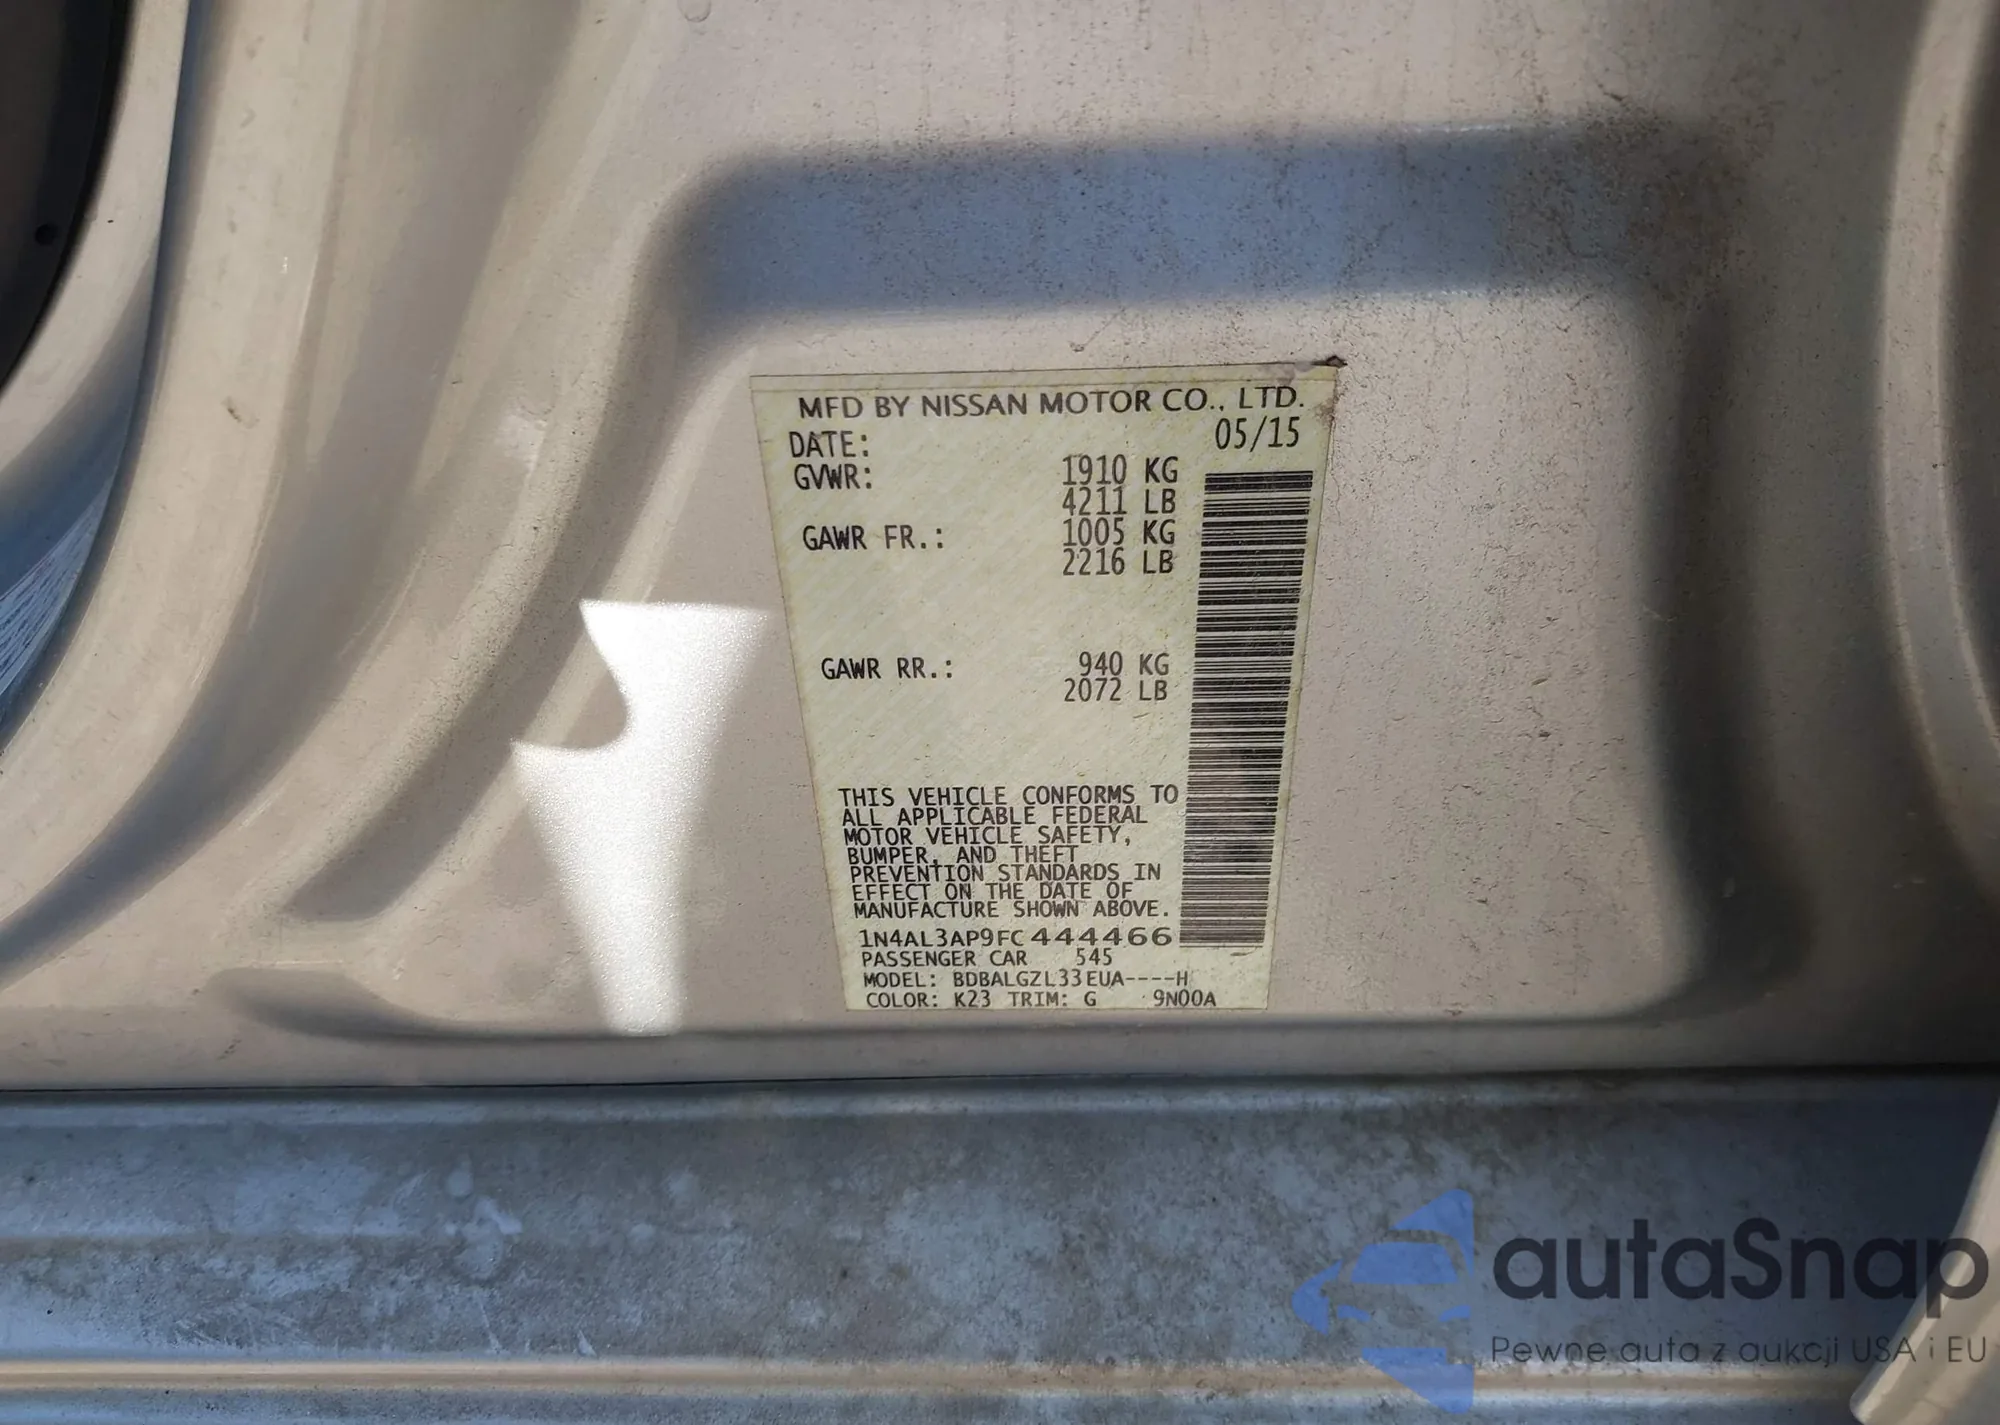 MFD BY NISSAN MOTOR CO., LTD.
DATE: 05/15
GVWR: 1910 KG
4211 LB
GAWR FR.: 1005 KG
2216 LB
GAWR RR.: 940 KG
2072 LB
THIS VEHICLE CONFORMS TO
ALL APPLICABLE FEDERAL
MOTOR VEHICLE SAFETY,
BUMPER, AND THEFT
PREVENTION STANDARDS IN
EFFECT ON THE DATE OF
MANUFACTURE SHOWN ABOVE.
1N4AL3AP9FC444466
PASSENGER CAR 545
MODEL: BDBALGZL33EUA----H
COLOR: K23 TRIM: G 9N00A
autaSnap
Pewne auta z aukcji USA i EU